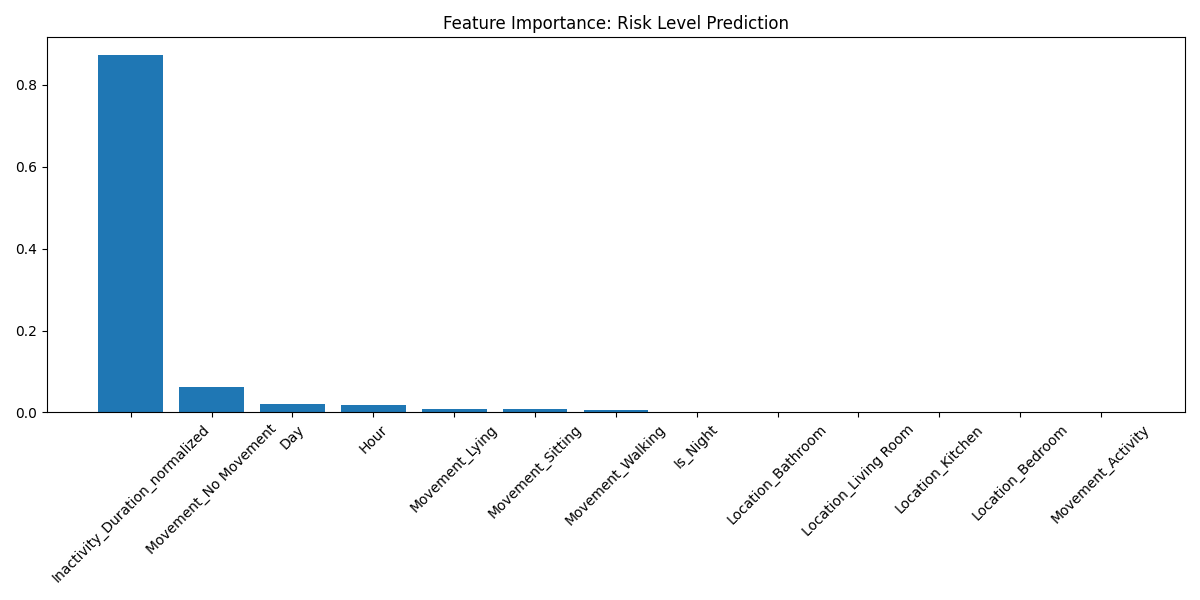 Feature Importance: Risk Level Prediction
0.8
0.6
0.4
0.2
0.0
Inactivity_Duration_normalized
Movement_No Movement
Day
Hour
Movement_Lying
Movement_Sitting
Movement_Walking
Is_Night
Location_Bathroom
Location_Living Room
Location_Kitchen
Location_Bedroom
Movement_Activity